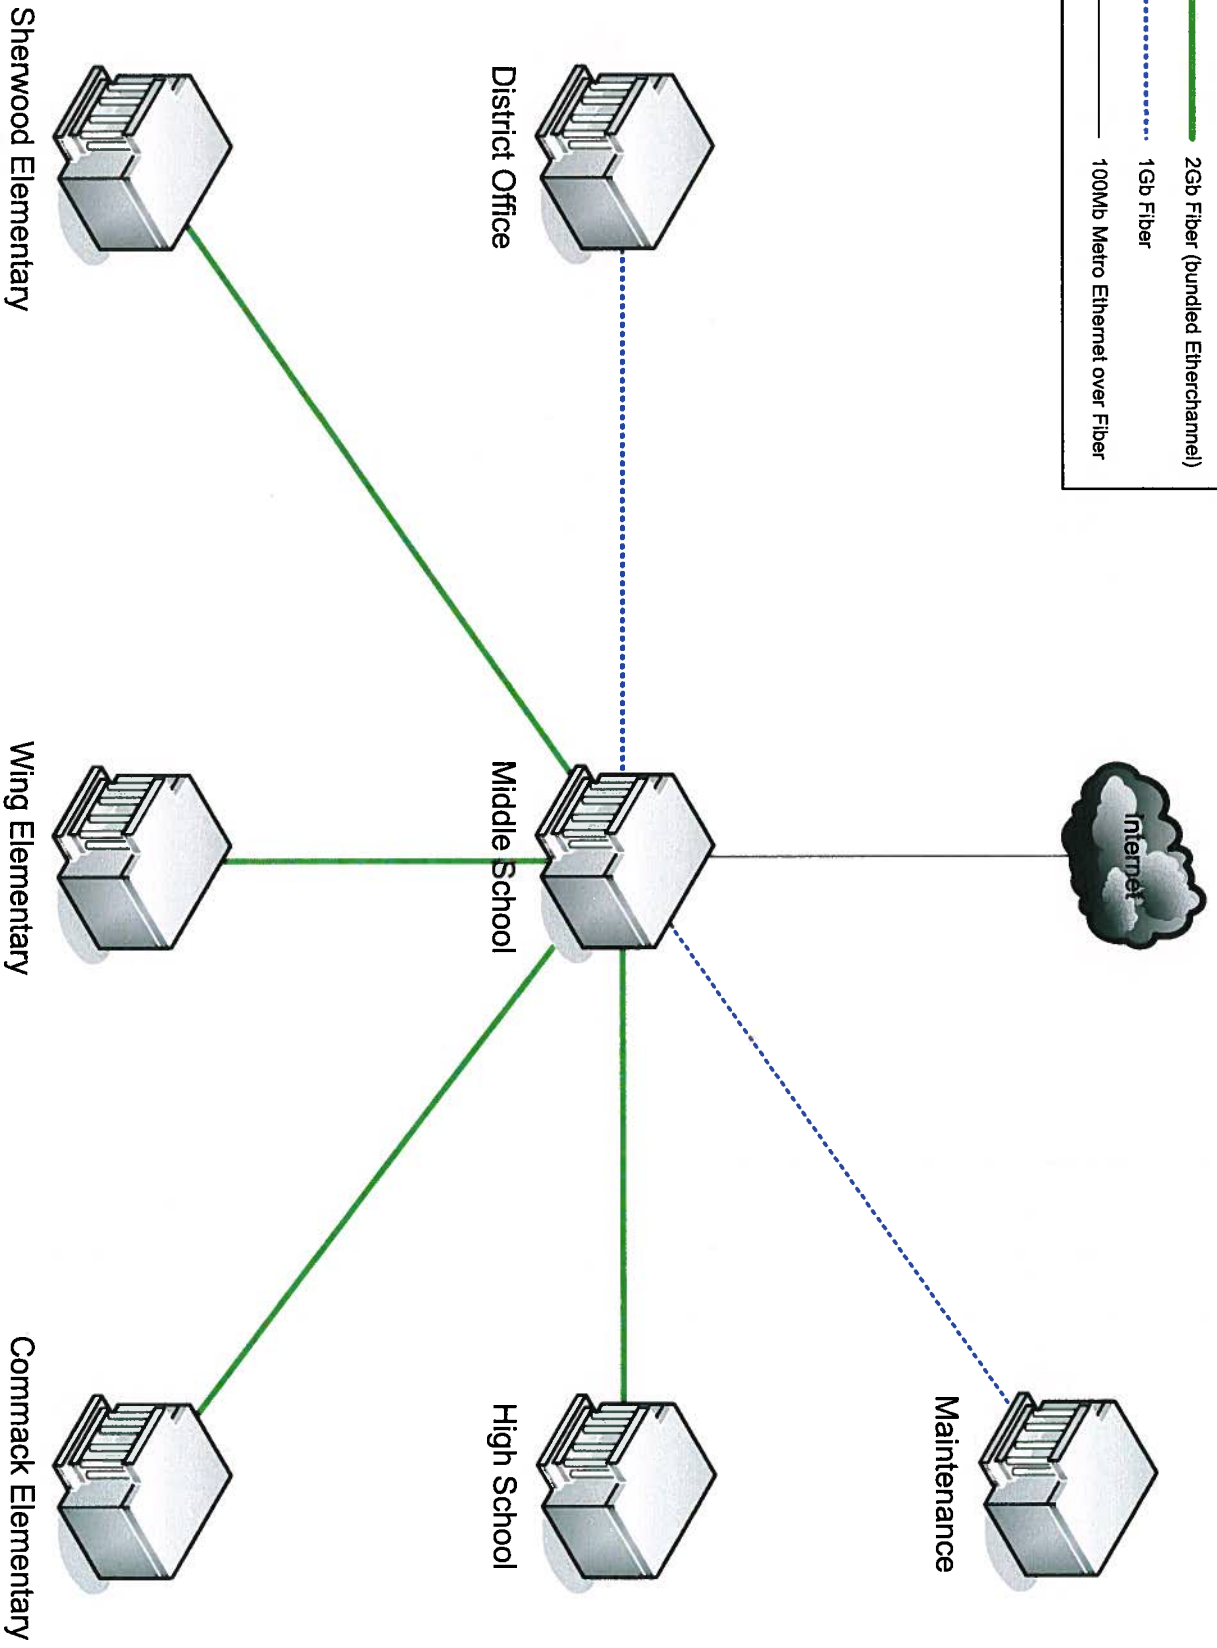 2Gb Fiber (bundled Etherchannel)
1Gb Fiber
100Mb Metro Ethernet over Fiber
Internet
Maintenance
District Office
Middle School
High School
Sherwood Elementary
Wing Elementary
Commack Elementary